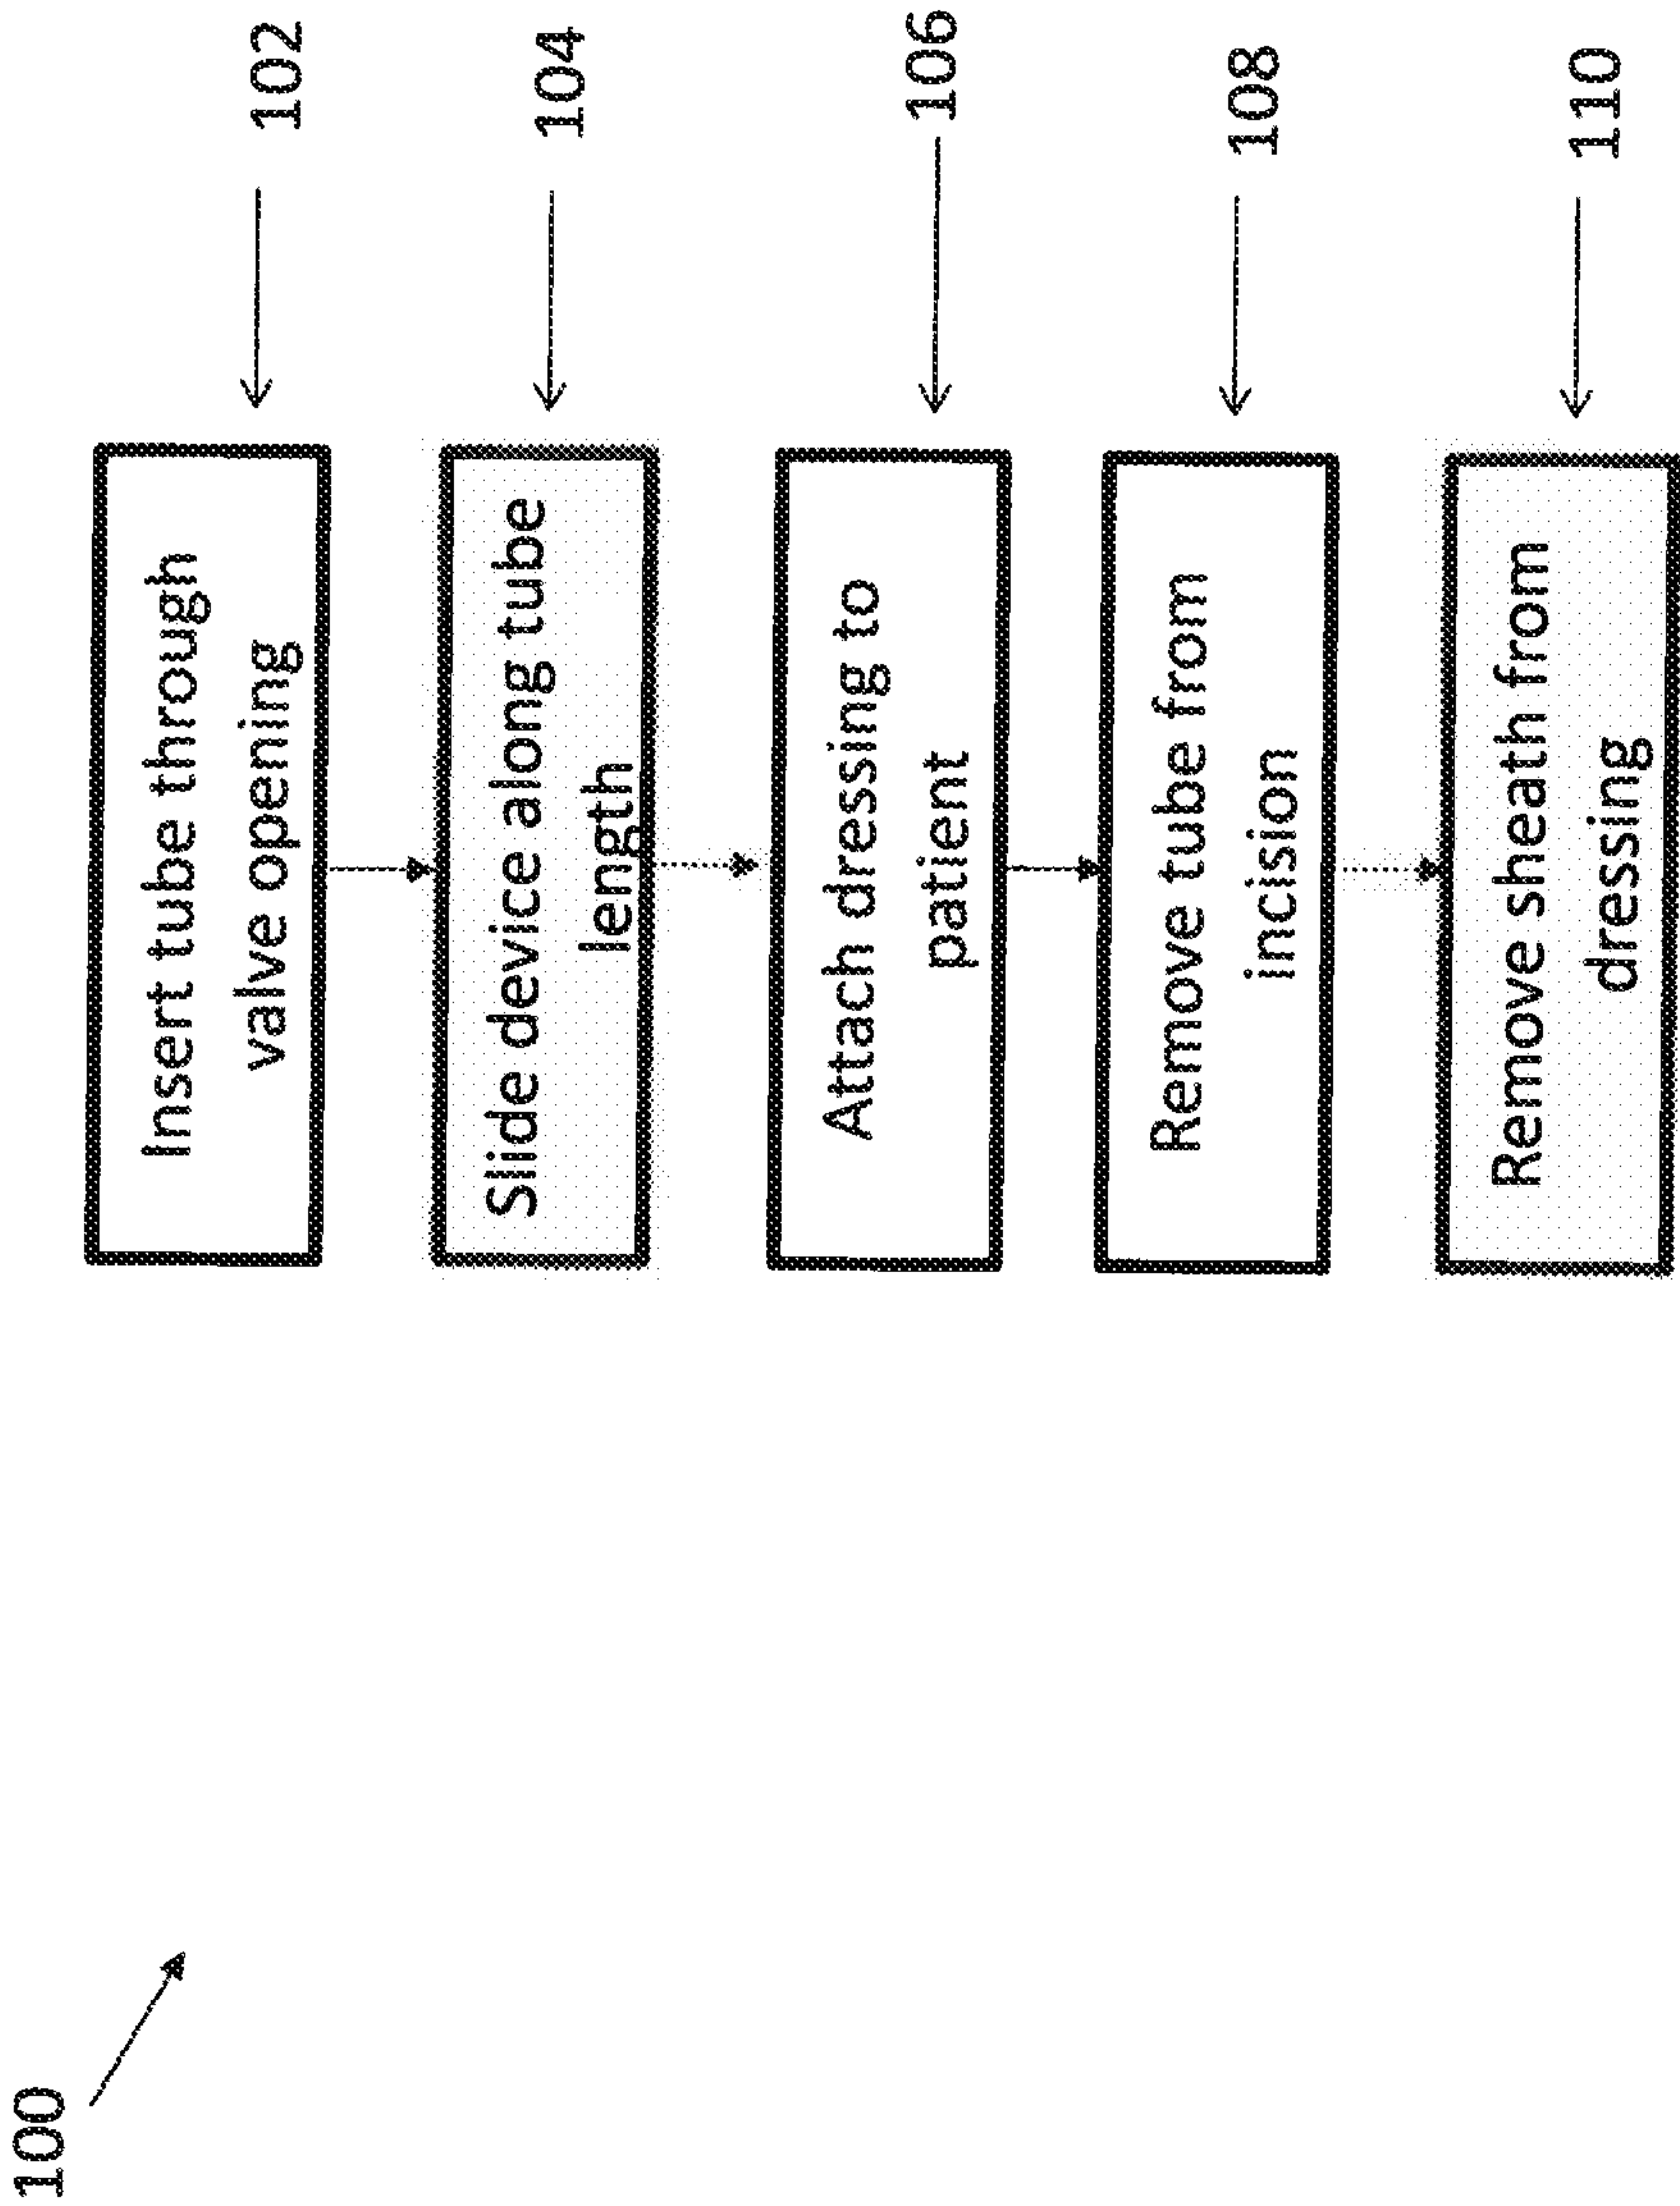 100
Insert tube through
valve opening
102
Slide device along tube
length
104
Attach dressing to
patient
106
Remove tube from
incision
108
Remove sheath from
dressing
110